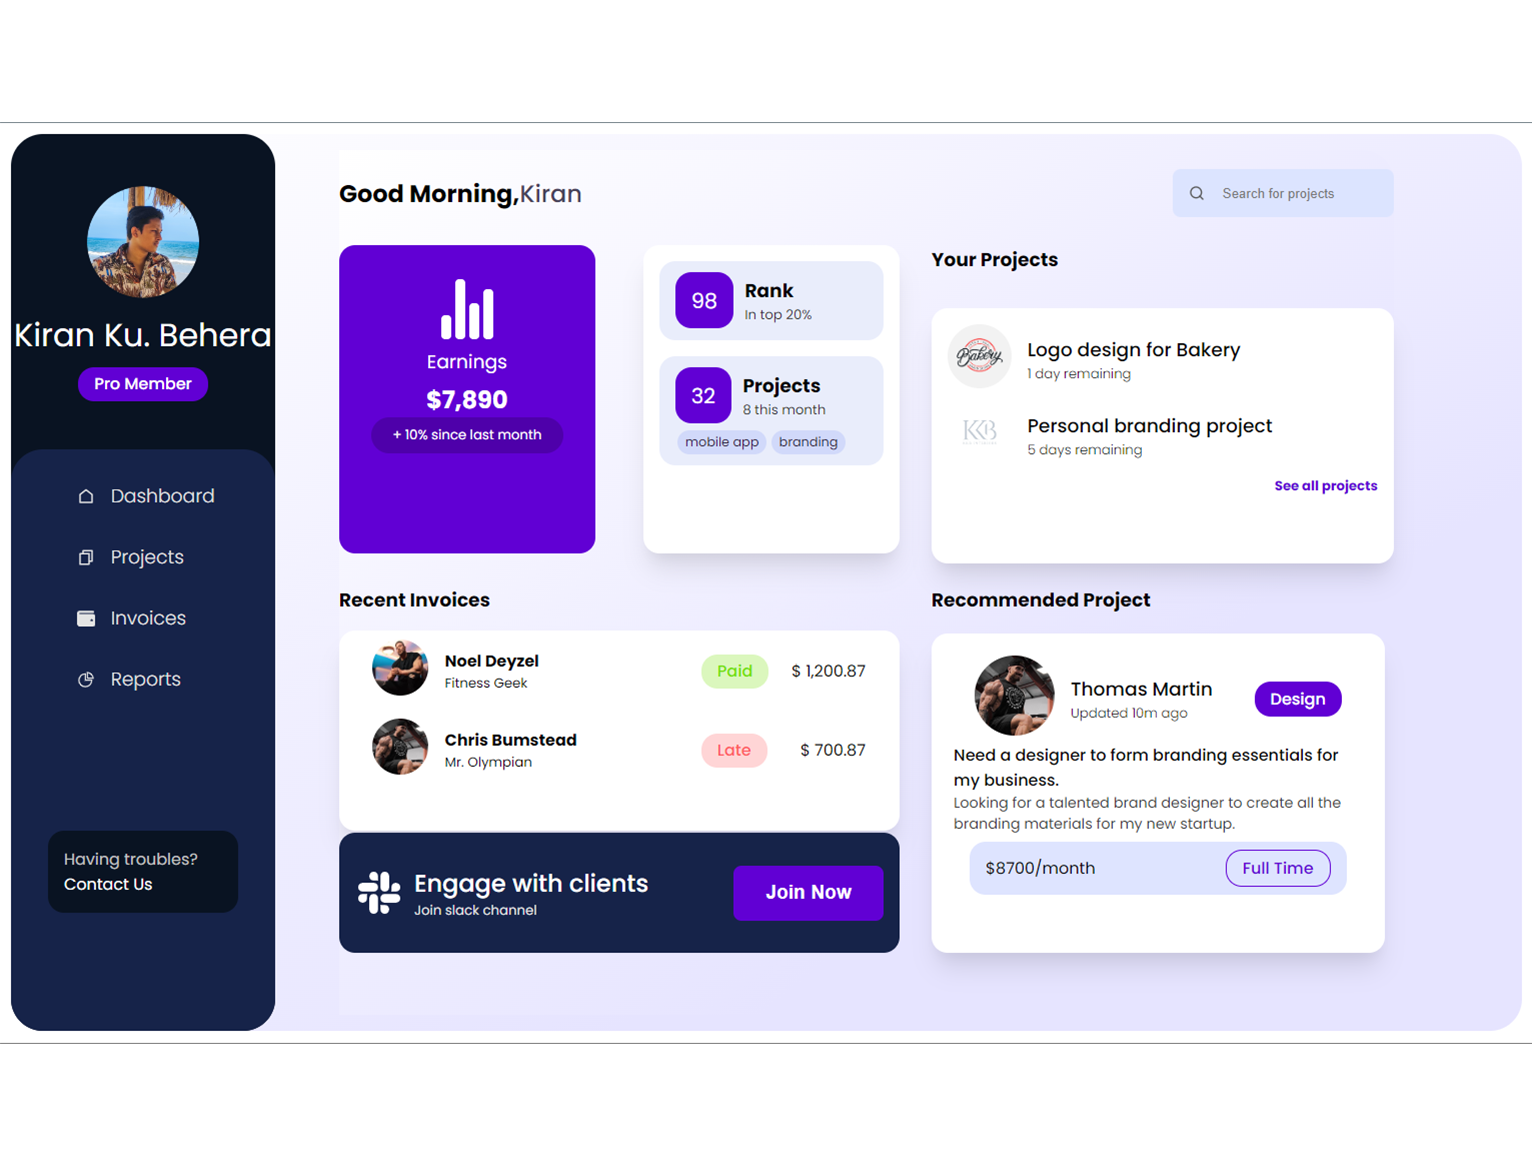 Kiran Ku. Behera
Pro Member
Dashboard
Projects
Invoices
Reports
Having troubles?
Contact Us
Good Morning,Kiran
Search for projects
Earnings
$7,890
+ 10% since last month
98
Rank
In top 20%
32
Projects
8 this month
mobile app branding
Your Projects
Bakery
Logo design for Bakery
1 day remaining
KKB
Personal branding project
5 days remaining
See all projects
Recent Invoices
Noel Deyzel
Fitness Geek
Paid
$ 1,200.87
Chris Bumstead
Mr. Olympian
Late
$ 700.87
Engage with clients
Join slack channel
Join Now
Recommended Project
Thomas Martin
Updated 10m ago
Design
Need a designer to form branding essentials for
my business.
Looking for a talented brand designer to create all the
branding materials for my new startup.
$8700/month
Full Time